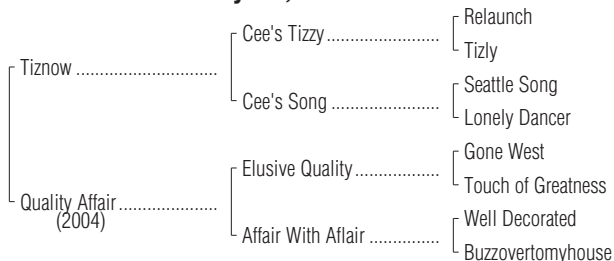 Relaunch
Cee's Tizzy
Tizly
Tiznow
Seattle Song
Cee's Song
Lonely Dancer
Gone West
Elusive Quality
Touch of Greatness
Quality Affair
(2004)
Well Decorated
Affair With Aflair
Buzzovertomyhouse